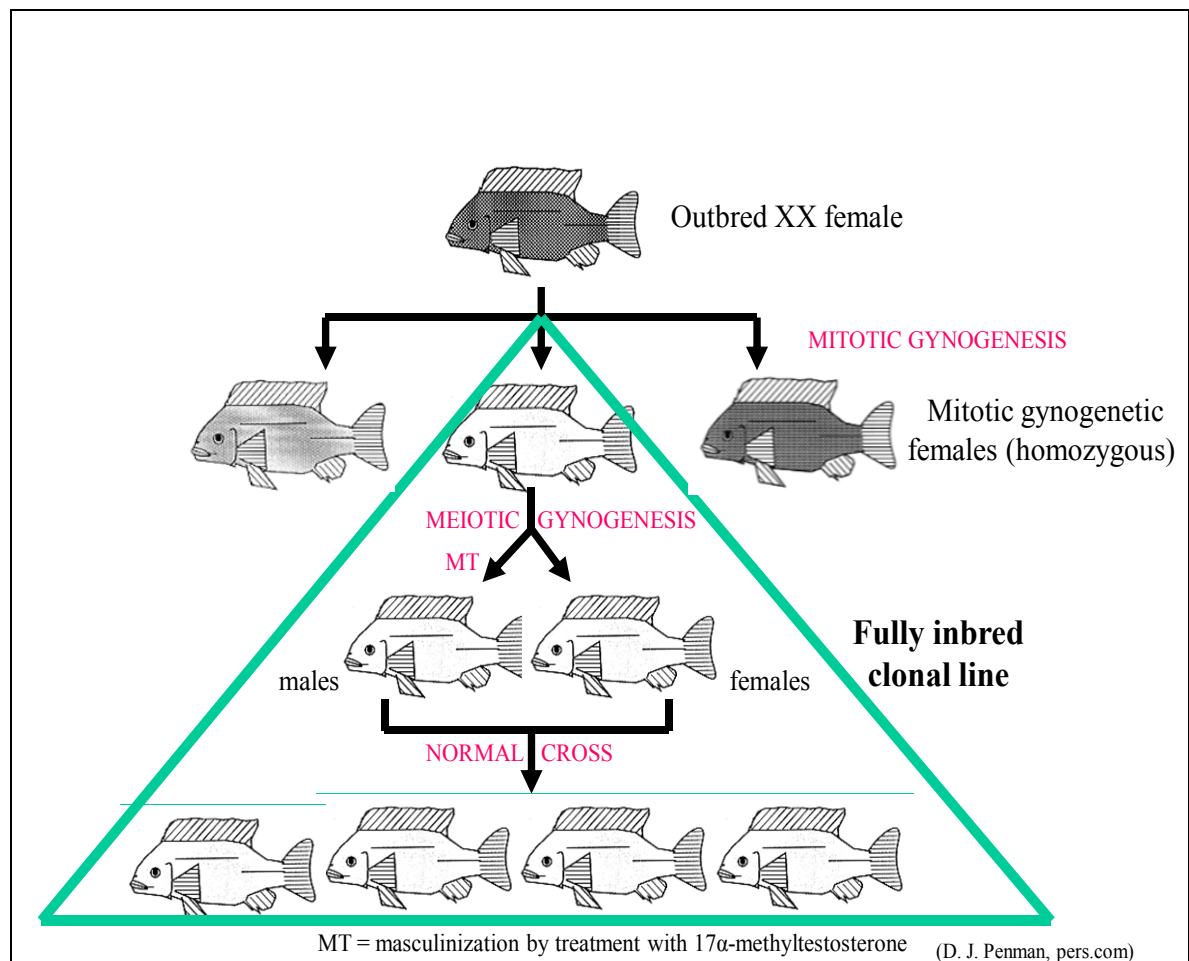 Outbred XX female
MITOTIC GYNOGENESIS
Mitotic gynogenetic
females (homozygous)
MEIOTIC GYNOGENESIS
MT
Fully inbred
clonal line
males
females
NORMAL CROSS
MT = masculinization by treatment with 17α-methyltestosterone
(D. J. Penman, pers.com)